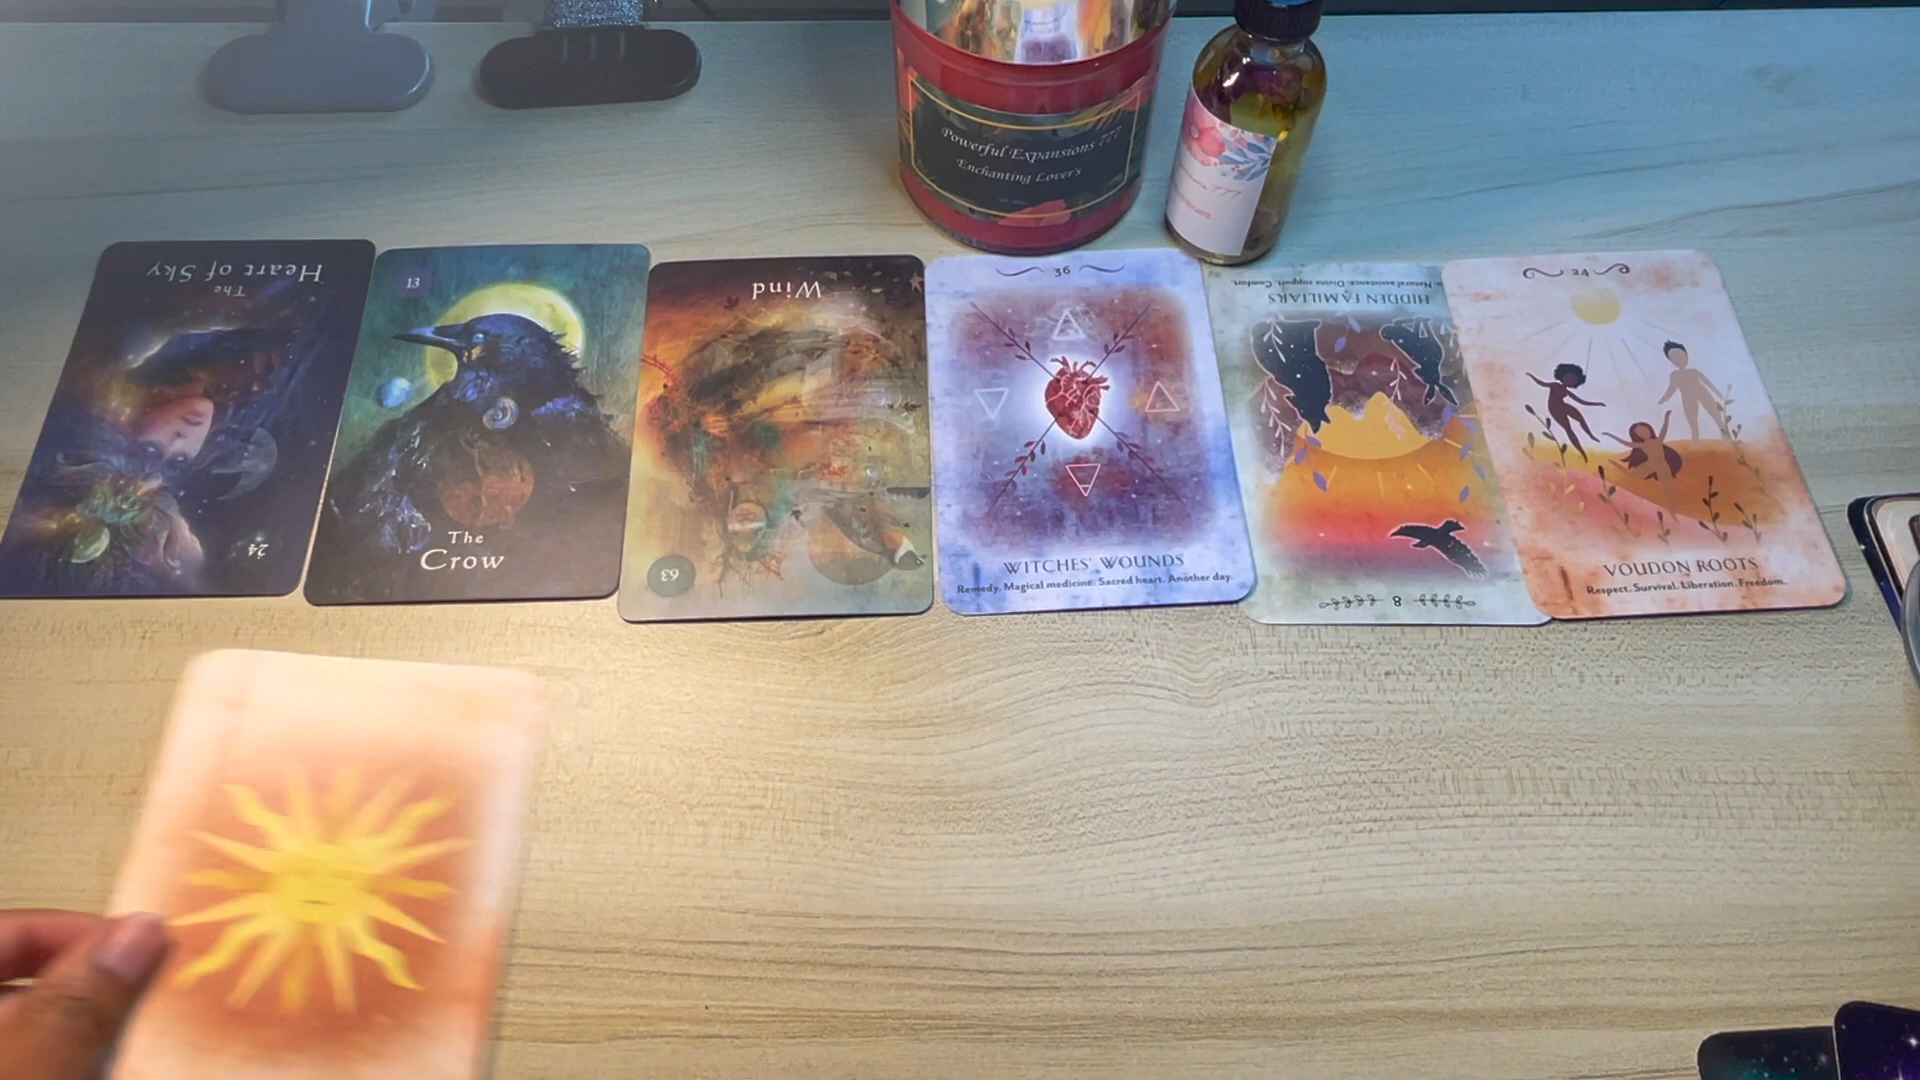 Powerful Expansions 777
Enchanting Lover's
777
The
Heart of Sky
24
13
The
Crow
Wind
63
36
WITCHES' WOUNDS
Remedy. Magical medicine. Sacred heart. Another day.
HIDDEN FAMILIARS
Natural assistance. Divine support. Comfort.
8
24
VOUDON ROOTS
Respect. Survival. Liberation. Freedom.